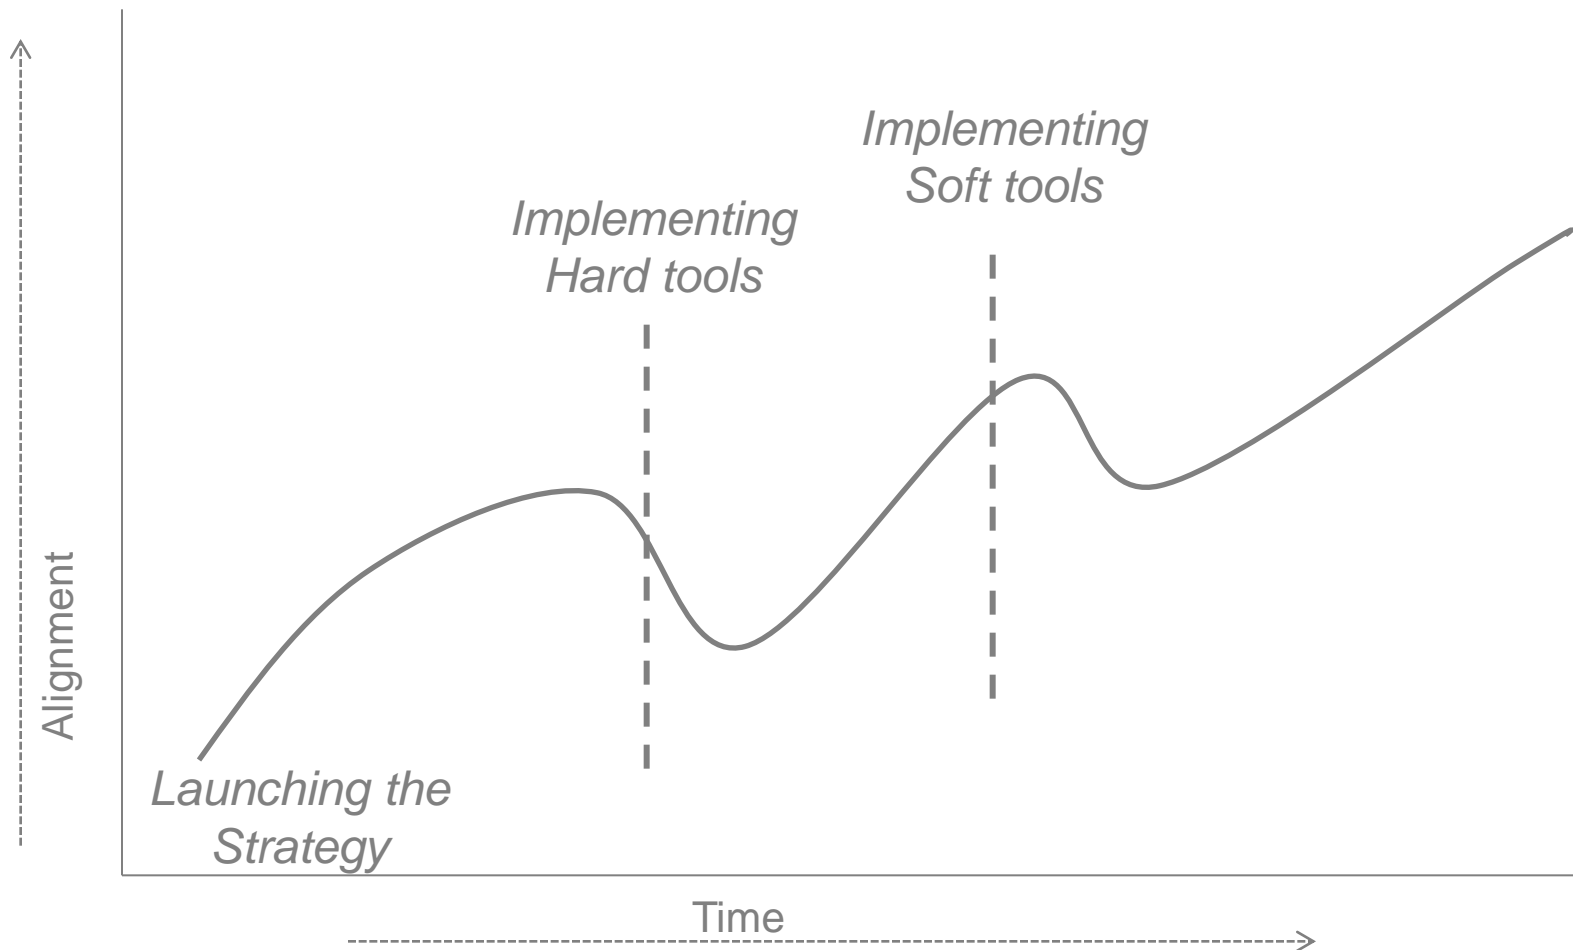 Implementing
Soft tools
Implementing
Hard tools
Alignment
Launching the
Strategy
Time